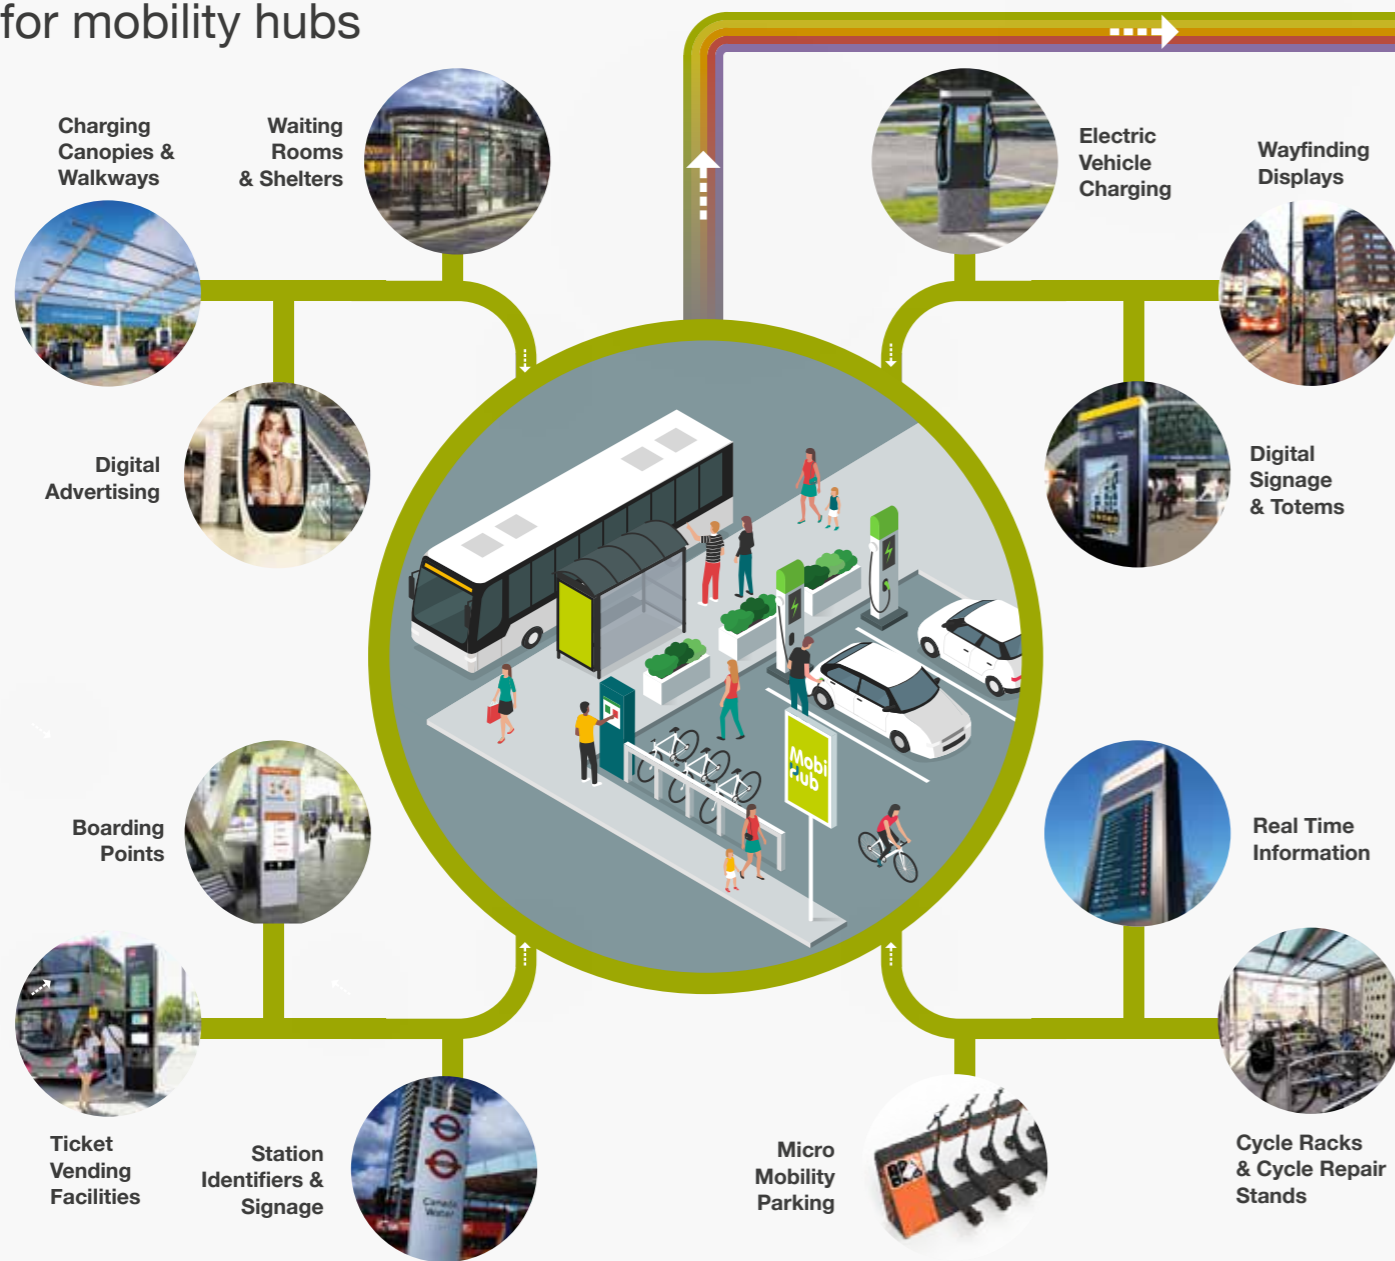 for mobility hubs
Charging
Canopies &
Walkways
Waiting
Rooms
& Shelters
Electric
Vehicle
Charging
Wayfinding
Displays
Digital
Advertising
Digital
Signage
& Totems
Mobi
Hub
Boarding
Points
Real Time
Information
Ticket
Vending
Facilities
Station
Identifiers &
Signage
Canada
Water
Micro
Mobility
Parking
Cycle Racks
& Cycle Repair
Stands